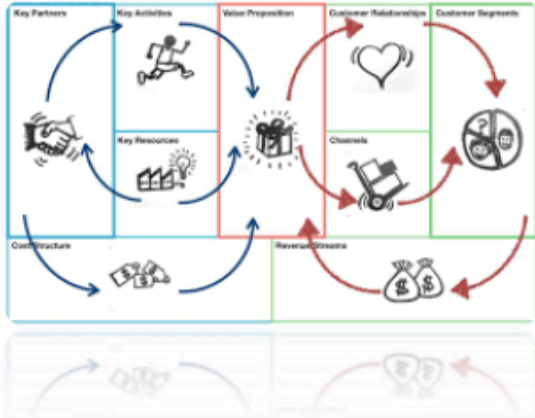 Key Partners
Key Activities
Value Proposition
Customer Relationships
Customer Segments
Key Resources
Channels
Cost Structure
Revenue Streams
$
$
$
$
$
?